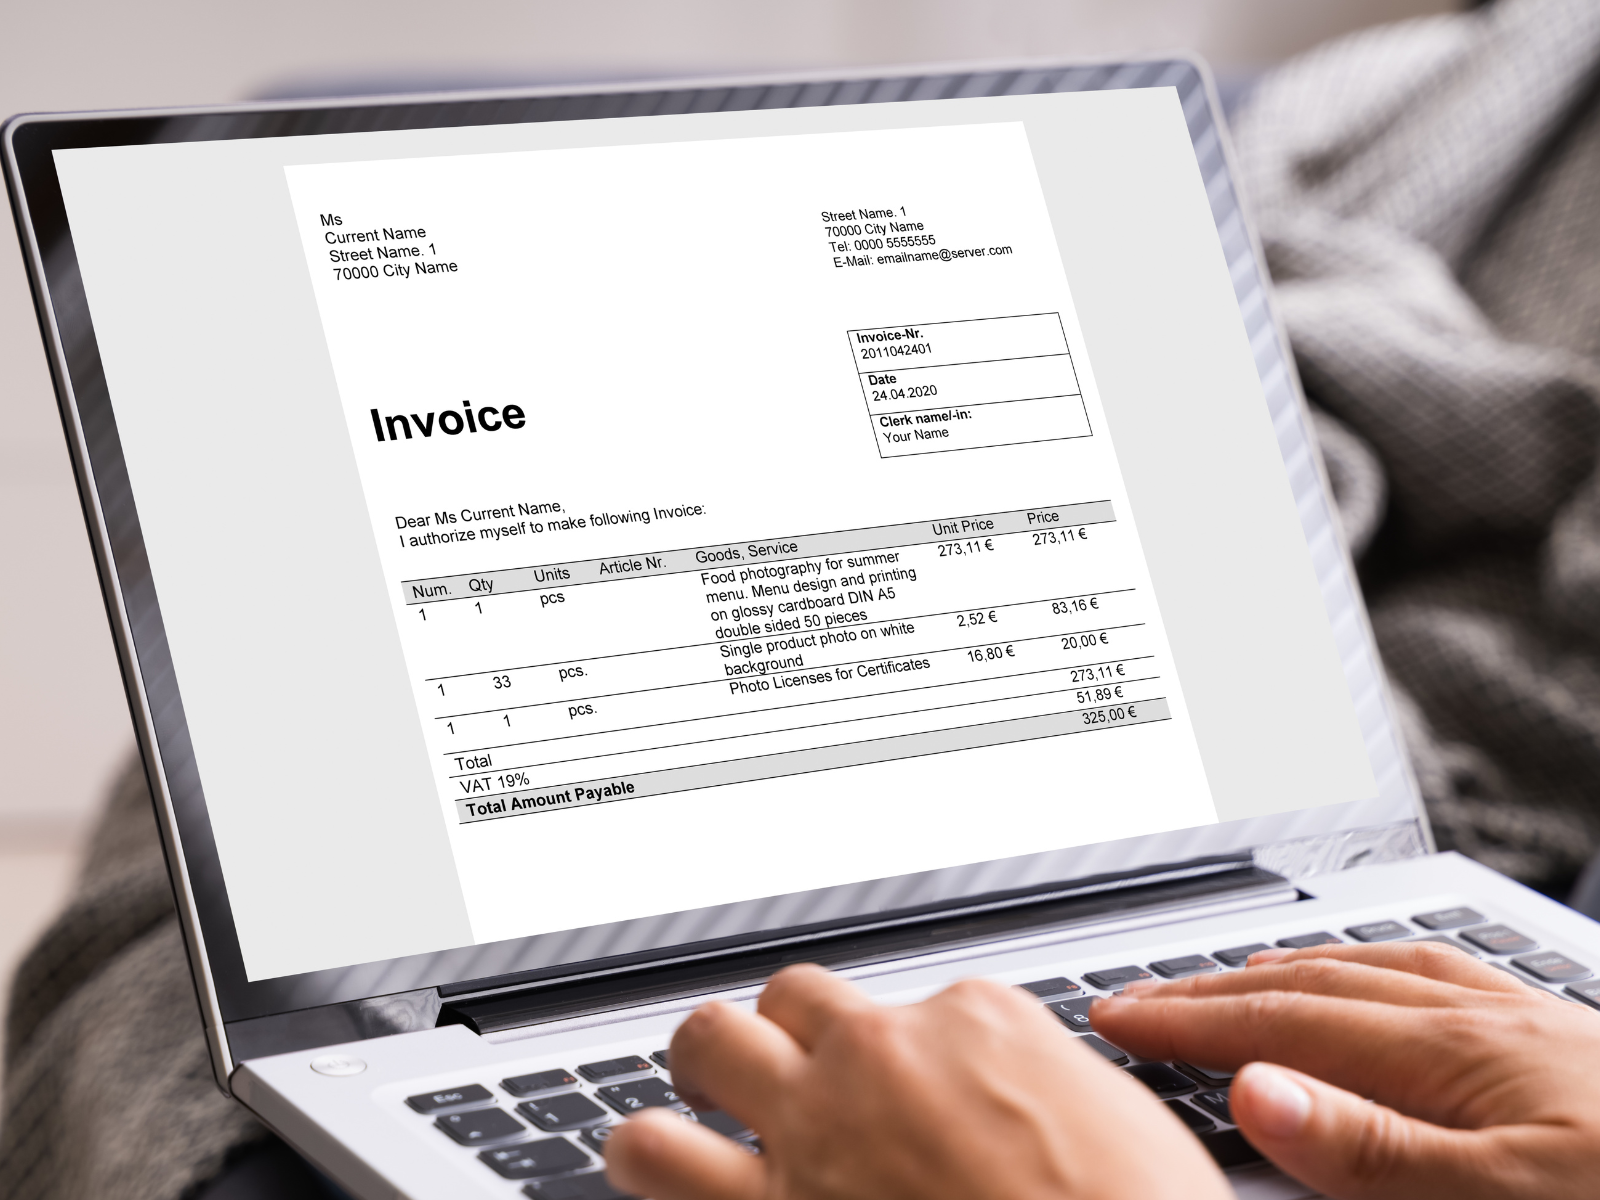 Ms
Current Name
Street Name. 1
70000 City Name
Street Name. 1
70000 City Name
Tel: 0000 5555555
E-Mail: emailname@server.com
Invoice-Nr.
2011042401
Date
24.04.2020
Clerk name/-in:
Your Name
Invoice
Dear Ms Current Name,
I authorize myself to make following Invoice:
Num. Qty Units Article Nr. Goods, Service Unit Price Price
1 1 pcs Food photography for summer 273,11 € 273,11 €
menu. Menu design and printing
on glossy cardboard DIN A5
double sided 50 pieces
1 33 pcs. Single product photo on white 2,52 € 83,16 €
background
1 1 pcs. Photo Licenses for Certificates 16,80 € 20,00 €
Total 273,11 €
VAT 19% 51,89 €
Total Amount Payable 325,00 €
Esc
1
2
8
M